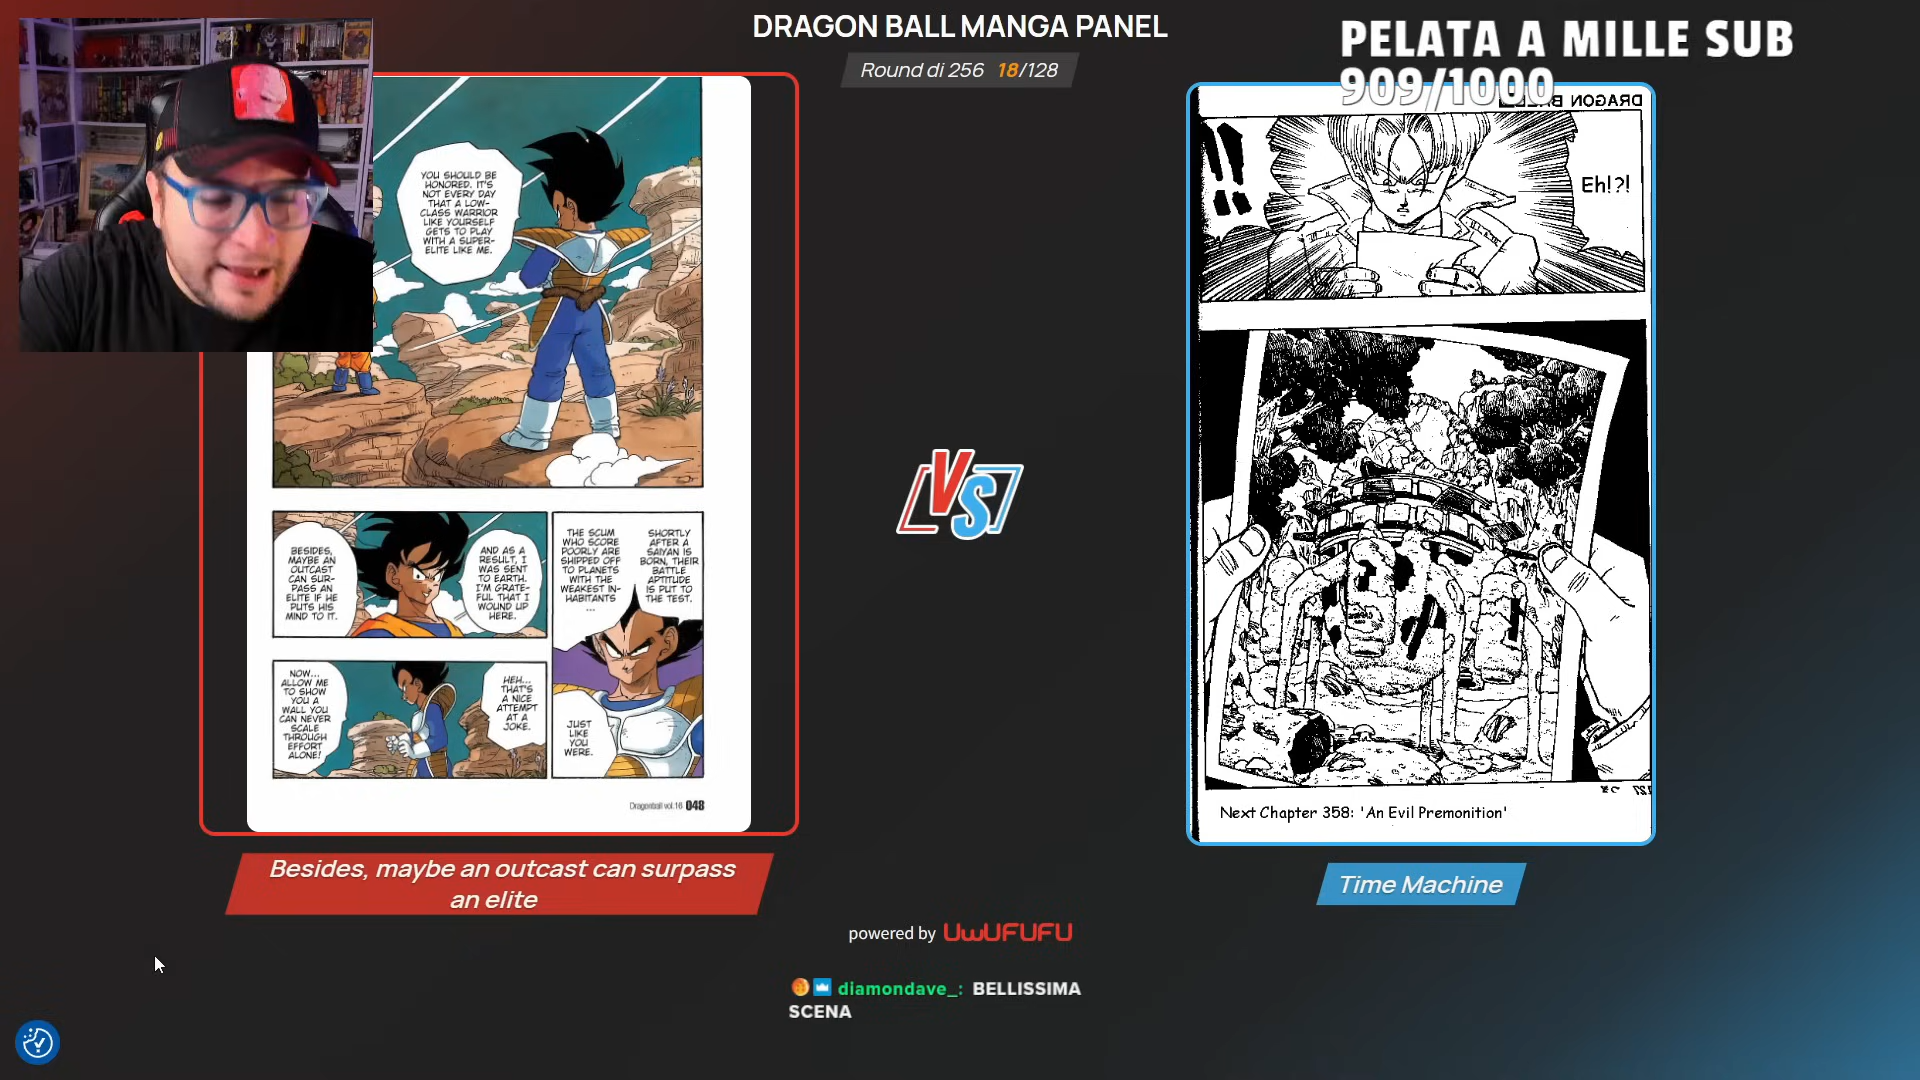 DRAGON BALL MANGA PANEL
Round di 256 18/128
PELATA A MILLE SUB
909/1000
YOU SHOULD BE
HONORED. IT'S
NOT EVERY DAY
THAT A LOW-
CLASS WARRIOR
LIKE YOURSELF
GETS TO PLAY
WITH A SUPER-
ELITE LIKE ME.
SHORTLY
AFTER A
SAIYAN IS
BORN, THEIR
BATTLE
APTITUDE
IS PUT TO
THE TEST.
THE SCUM
WHO SCORE
POORLY ARE
SHIPPED OFF
TO PLANETS
WITH THE
WEAKEST IN-
HABITANTS
...
JUST
LIKE
YOU
WERE.
AND AS A
RESULT, I
WAS SENT
TO EARTH.
I'M GRATE-
FUL THAT I
WOUND UP
HERE.
BESIDES,
MAYBE AN
OUTCAST
CAN SUR-
PASS AN
ELITE IF HE
PUTS HIS
MIND TO IT.
HEH...
THAT'S
A NICE
ATTEMPT
AT A
JOKE.
NOW...
ALLOW ME
TO SHOW
YOU A
WALL YOU
CAN NEVER
SCALE
THROUGH
EFFORT
ALONE!
Dragonball vol.16 048
Besides, maybe an outcast can surpass
an elite
VS
DRAGON B
!!
Eh!?!
Next Chapter 358: 'An Evil Premonition'
Time Machine
powered by UwUFUFU
diamondave_: BELLISSIMA
SCENA